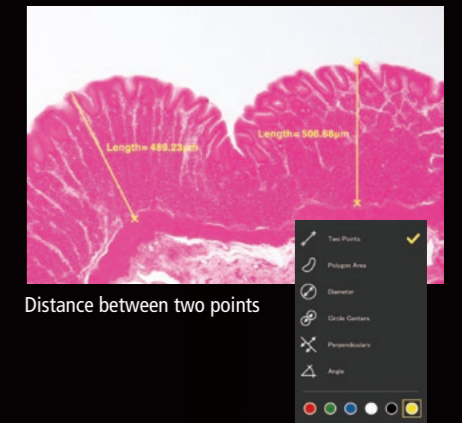 Length= 506.68μm
Length= 489.23μm
Two Points
Polygon Area
Diameter
Circle Centers
Perpendiculars
Angle
Distance between two points